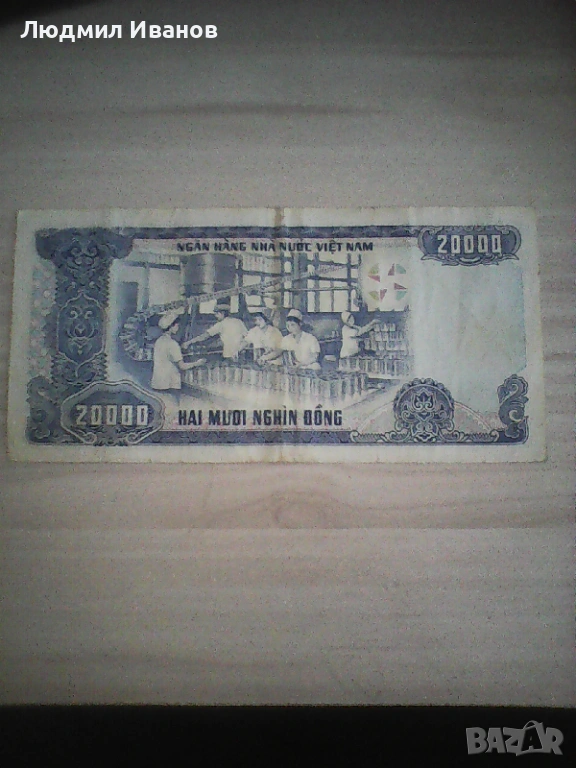 Людмил Иванов
NGÂN HÀNG NHÀ NƯỚC VIỆT NAM
20000
20000
HAI MƯƠI NGHÌN ĐỒNG
BAZAR